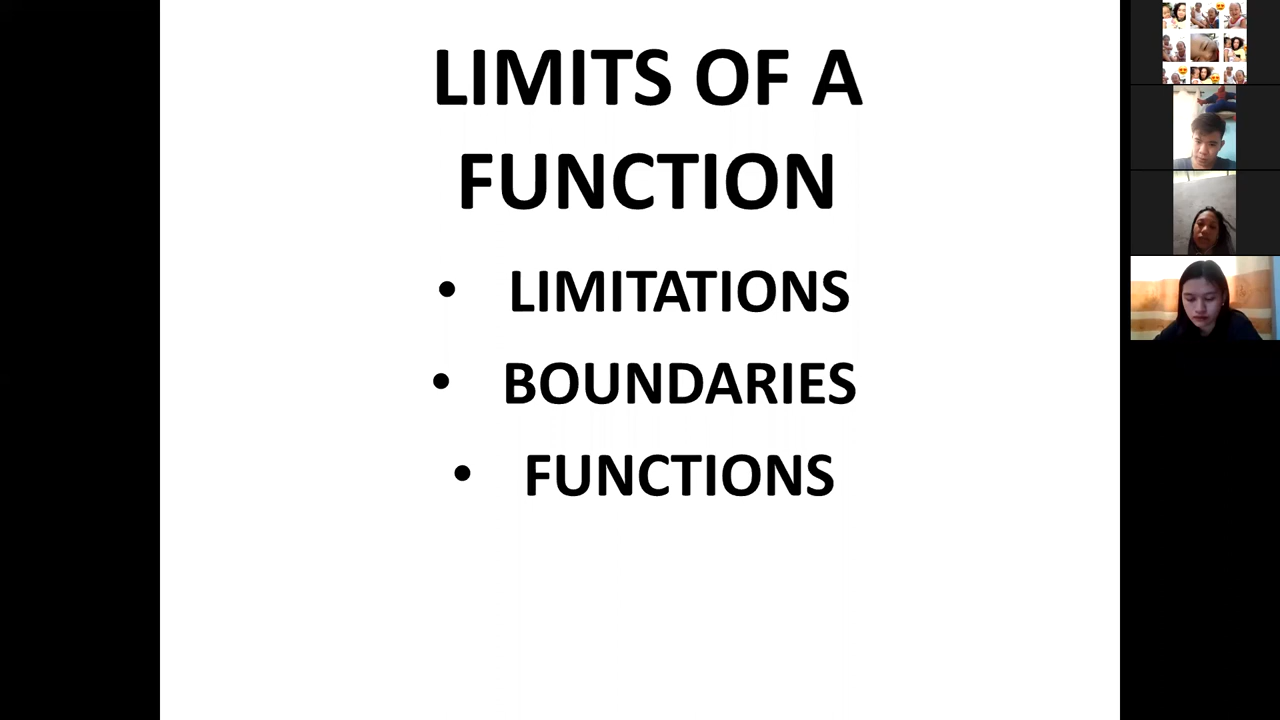 LIMITS OF A
FUNCTION
• LIMITATIONS
• BOUNDARIES
• FUNCTIONS